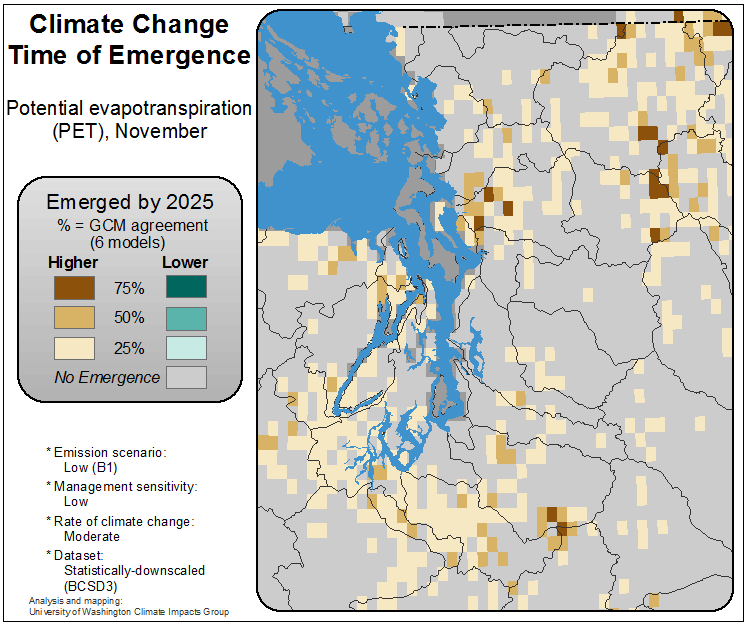 Climate Change
Time of Emergence
Potential evapotranspiration
(PET), November
Emerged by 2025
% = GCM agreement
(6 models)
Higher Lower
75%
50%
25%
No Emergence
* Emission scenario:
Low (B1)
* Management sensitivity:
Low
* Rate of climate change:
Moderate
* Dataset:
Statistically-downscaled
(BCSD3)
Analysis and mapping:
University of Washington Climate Impacts Group